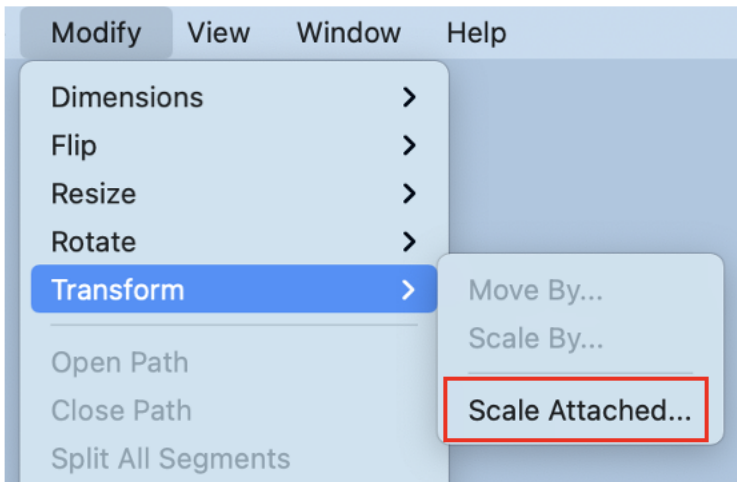 Modify View Window Help
Dimensions
Flip
Resize
Rotate
Transform
Move By...
Scale By...
Scale Attached...
Open Path
Close Path
Split All Segments